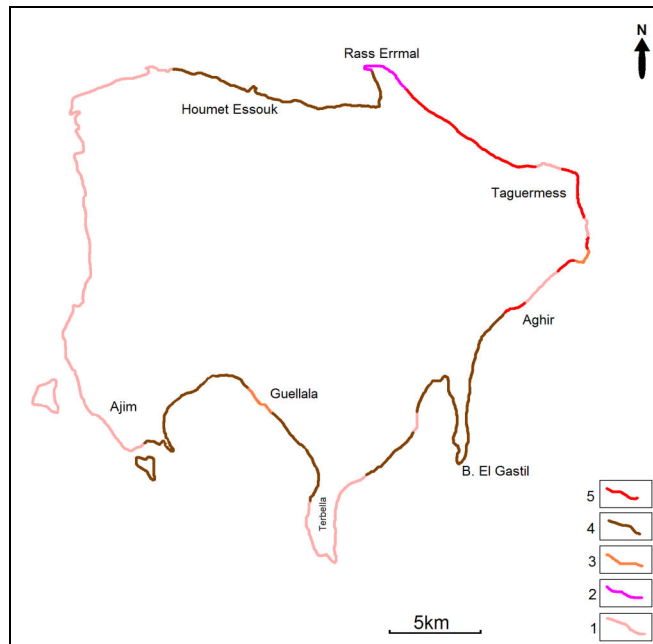 N
Rass Errmal
Houmet Essouk
Taguermess
Aghir
Guellala
Ajim
B. El Gastil
Terbella
5
4
3
2
1
5km